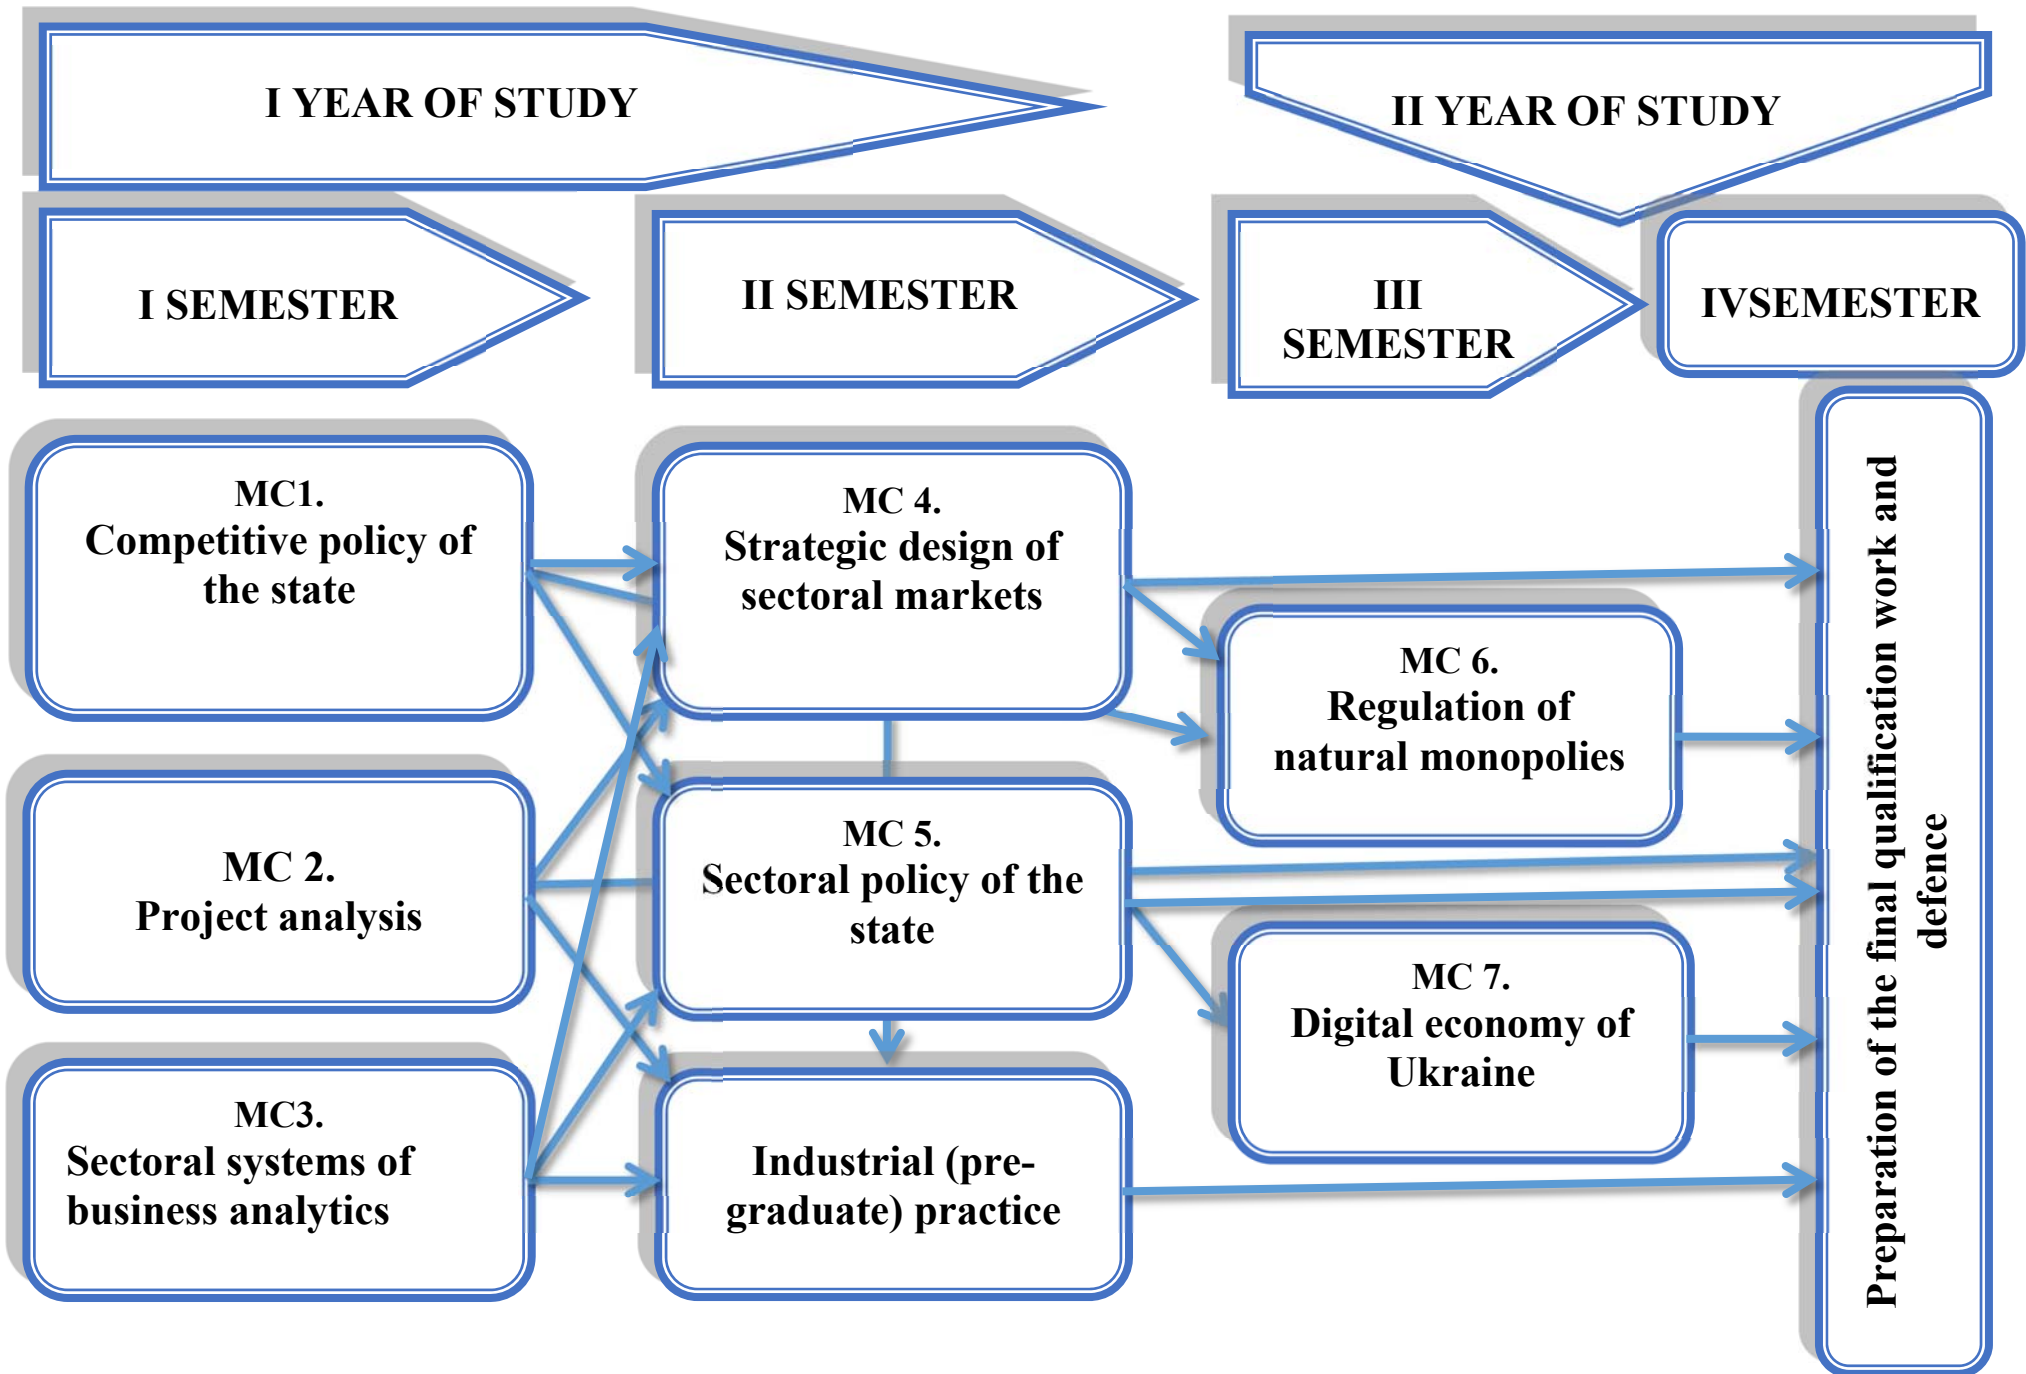 I YEAR OF STUDY
II YEAR OF STUDY
I SEMESTER
II SEMESTER
III
SEMESTER
IVSEMESTER
MC1.
Competitive policy of
the state
MC 2.
Project analysis
MC3.
Sectoral systems of
business analytics
MC 4.
Strategic design of
sectoral markets
MC 5.
Sectoral policy of the
state
Industrial (pre-
graduate) practice
MC 6.
Regulation of
natural monopolies
MC 7.
Digital economy of
Ukraine
Preparation of the final qualification work and
defence